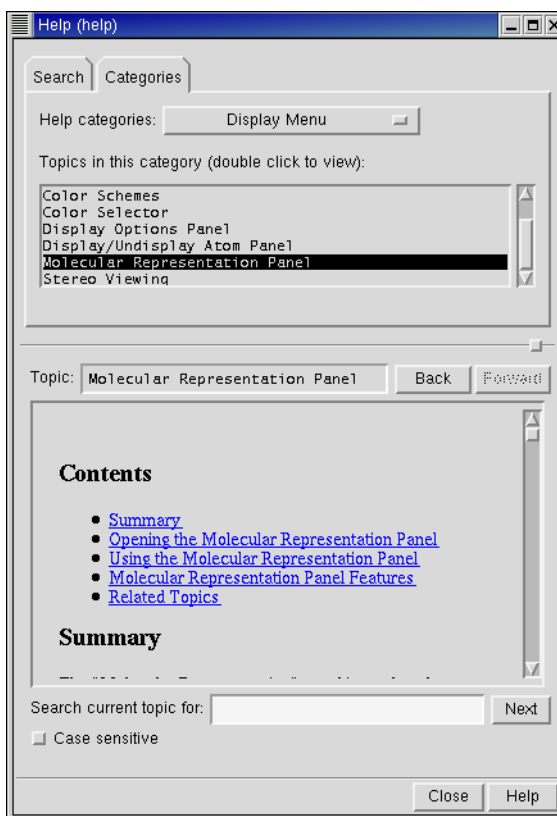 Help (help)
Search Categories
Help categories: Display Menu
Topics in this category (double click to view):
Color Schemes
Color Selector
Display Options Panel
Display/Undisplay Atom Panel
Molecular Representation Panel
Stereo Viewing
Topic: Molecular Representation Panel Back Forward
Contents
Summary
Opening the Molecular Representation Panel
Using the Molecular Representation Panel
Molecular Representation Panel Features
Related Topics
Summary
Search current topic for: Next
Case sensitive
Close Help